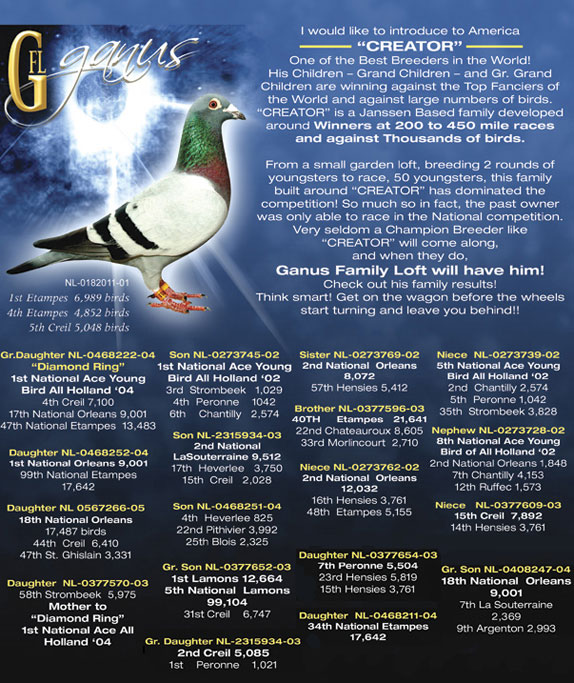 GFL ganus
I would like to introduce to America
“CREATOR”
One of the Best Breeders in the World!
His Children – Grand Children – and Gr. Grand
Children are winning against the Top Fanciers of
the World and against large numbers of birds.
“CREATOR” is a Janssen Based family developed
around Winners at 200 to 450 mile races
and against Thousands of birds.
From a small garden loft, breeding 2 rounds of
youngsters to race, 50 youngsters, this family
built around “CREATOR” has dominated the
competition! So much so in fact, the past owner
was only able to race in the National competition.
Very seldom a Champion Breeder like
“CREATOR” will come along,
and when they do,
Ganus Family Loft will have him!
Check out his family results!
Think smart! Get on the wagon before the wheels
start turning and leave you behind!!
NL-0182011-01
1st Etampes 6,989 birds
4th Etampes 4,852 birds
5th Creil 5,048 birds
Gr.Daughter NL-0468222-04
“Diamond Ring”
1st National Ace Young
Bird All Holland ‘04
4th Creil 7,100
17th National Orleans 9,001
47th National Etampes 13,483
Daughter NL-0468252-04
1st National Orleans 9,001
99th National Etampes
17,642
Daughter NL 0567266-05
18th National Orleans
17,487 birds
44th Creil 6,410
47th St. Ghislain 3,331
Daughter NL-0377570-03
58th Strombeek 5,975
Mother to
“Diamond Ring”
1st National Ace All
Holland ‘04
Son NL-0273745-02
1st National Ace Young
Bird All Holland ‘02
3rd Strombeek 1,029
4th Peronne 1042
6th Chantilly 2,574
Son NL-2315934-03
2nd National
LaSouterraine 9,512
17th Heverlee 3,750
15th Creil 2,028
Son NL-0468251-04
4th Heverlee 825
22nd Pithivier 3,992
25th Blois 2,325
Gr. Son NL-0377652-03
1st Lamons 12,664
5th National Lamons
99,104
31st Creil 6,747
Gr. Daughter NL-2315934-03
2nd Creil 5,085
1st Peronne 1,021
Sister NL-0273769-02
2nd National Orleans
8,072
57th Hensies 5,412
Brother NL-0377596-03
40TH Etampes 21,641
22nd Chateauroux 8,605
33rd Morlincourt 2,710
Niece NL-0273762-02
2nd National Orleans
12,032
16th Hensies 3,761
48th Etampes 5,155
Daughter NL-0377654-03
7th Peronne 5,504
23rd Hensies 5,819
15th Hensies 3,761
Daughter NL-0468211-04
34th National Etampes
17,642
Niece NL-0273739-02
5th National Ace Young
Bird All Holland ‘02
2nd Chantilly 2,574
5th Peronne 1,042
35th Strombeek 3,828
Nephew NL-0273728-02
8th National Ace Young
Bird of All Holland ‘02
2nd National Orleans 1,848
7th Chantilly 4,153
12th Ruffec 1,573
Niece NL-0377609-03
15th Creil 7,892
14th Hensies 3,761
Gr. Son NL-0408247-04
18th National Orleans
9,001
7th La Souterraine
2,369
9th Argenton 2,993